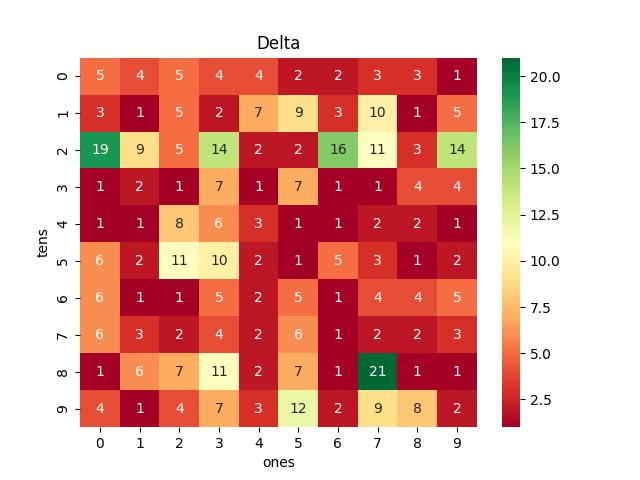 Delta
0 5 4 5 4 4 2 2 3 3 1
1 3 1 5 2 7 9 3 10 1 5
2 19 9 5 14 2 2 16 11 3 14
3 1 2 1 7 1 7 1 1 4 4
4 1 1 8 6 3 1 1 2 2 1
5 6 2 11 10 2 1 5 3 1 2
6 6 1 1 5 2 5 1 4 4 5
7 6 3 2 4 2 6 1 2 2 3
8 1 6 7 11 2 7 1 21 1 1
9 4 1 4 7 3 12 2 9 8 2
0 1 2 3 4 5 6 7 8 9
ones
tens
20.0
17.5
15.0
12.5
10.0
7.5
5.0
2.5